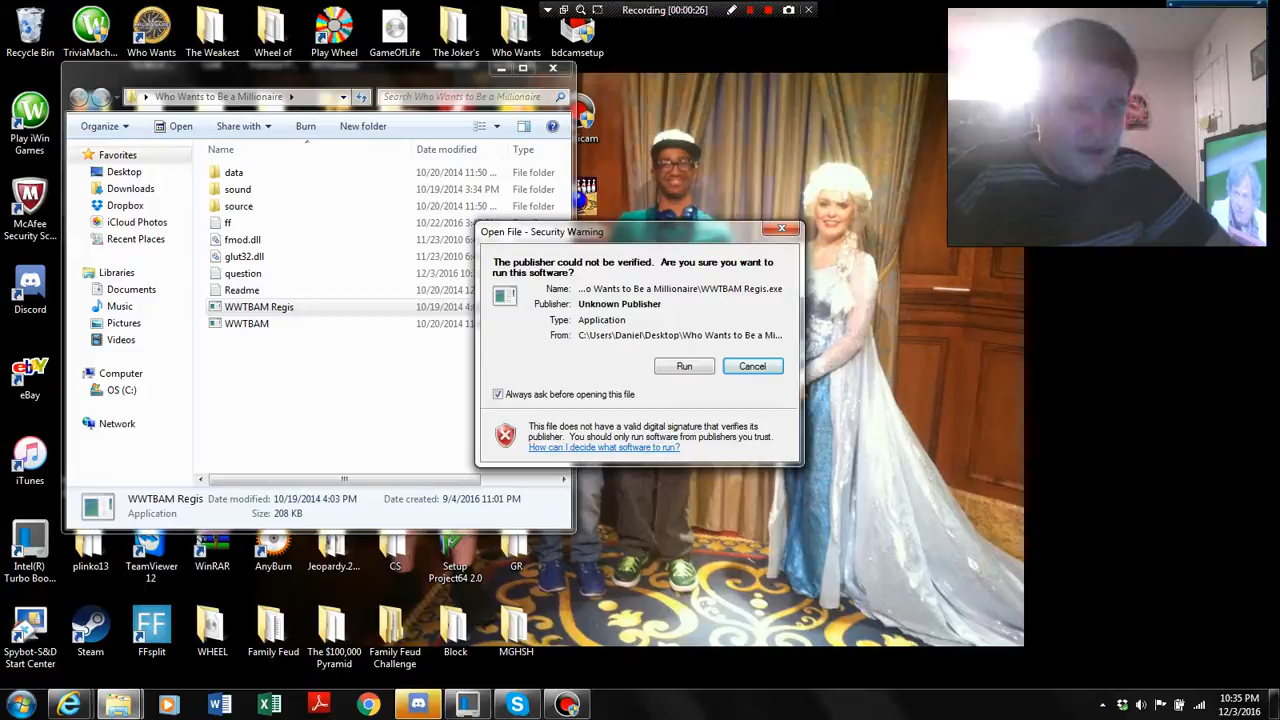 Recording [00:00:26]
Recycle Bin
TriviaMach...
Who Wants
The Weakest
Wheel of
Play Wheel
GameOfLife
The Joker's
Who Wants
bdcamsetup
Who Wants to Be a Millionaire
Search Who Wants to Be a Millionaire
Organize
Open
Share with
Burn
New folder
Name
Date modified
Type
Favorites
Desktop
Downloads
Dropbox
iCloud Photos
Recent Places
Libraries
Documents
Music
Pictures
Videos
Computer
OS (C:)
Network
data 10/20/2014 11:50 ... File folder
sound 10/19/2014 3:34 PM File folder
source 10/20/2014 11:50 ... File folder
ff 10/22/2016 3:4
fmod.dll 11/23/2010 6:0
glut32.dll 11/23/2010 6:0
question 12/3/2016 10:3
Readme 10/20/2014 12
WWTBAM Regis 10/19/2014 4:0
WWTBAM 10/20/2014 11
WWTBAM Regis Date modified: 10/19/2014 4:03 PM Date created: 9/4/2016 11:01 PM
Application Size: 208 KB
Open File - Security Warning
The publisher could not be verified. Are you sure you want to
run this software?
Name: ...o Wants to Be a Millionaire\WWTBAM Regis.exe
Publisher: Unknown Publisher
Type: Application
From: C:\Users\Daniel\Desktop\Who Wants to Be a Mi...
Run
Cancel
Always ask before opening this file
This file does not have a valid digital signature that verifies its
publisher. You should only run software from publishers you trust.
How can I decide what software to run?
Play iWin
Games
McAfee
Security Sc...
Discord
eBay
iTunes
Intel(R)
Turbo Boo...
plinko13
TeamViewer
12
WinRAR
AnyBurn
Jeopardy.2...
CS
Setup
Project64 2.0
GR
Spybot-S&D
Start Center
Steam
FF
FFsplit
WHEEL
Family Feud
The $100,000
Pyramid
Family Feud
Challenge
Block
MGHSH
10:35 PM
12/3/2016